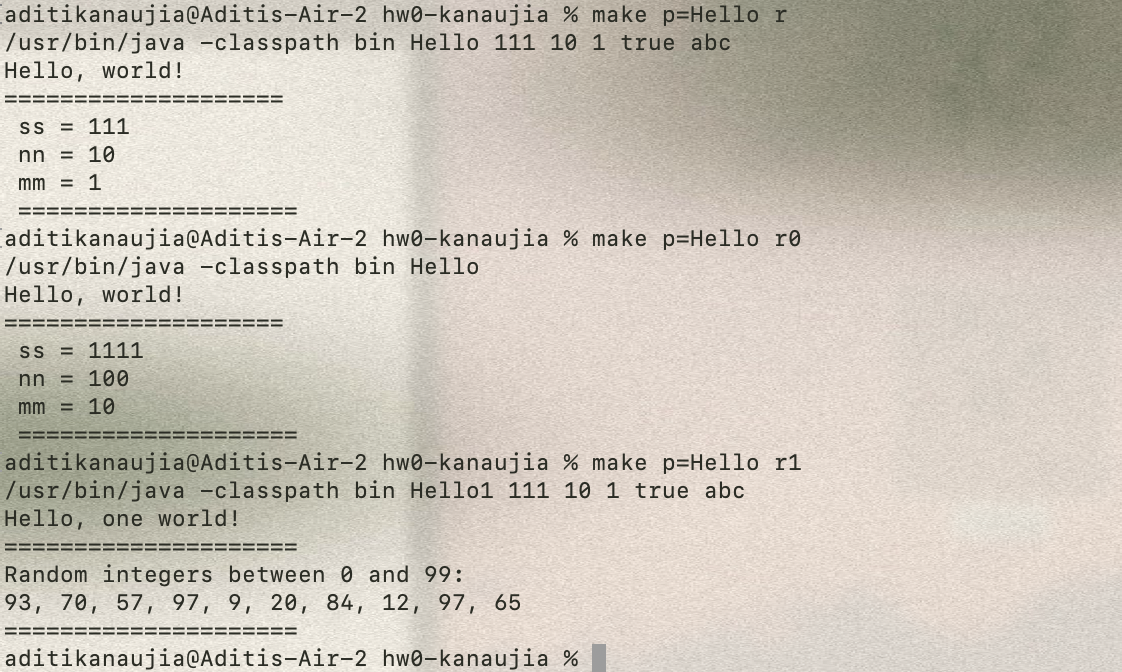 aditikanaujia@Aditis-Air-2 hw0-kanaujia % make p=Hello r
/usr/bin/java -classpath bin Hello 111 10 1 true abc
Hello, world!
====================
 ss = 111
 nn = 10
 mm = 1
 ====================
aditikanaujia@Aditis-Air-2 hw0-kanaujia % make p=Hello r0
/usr/bin/java -classpath bin Hello
Hello, world!
====================
 ss = 1111
 nn = 100
 mm = 10
 ====================
aditikanaujia@Aditis-Air-2 hw0-kanaujia % make p=Hello r1
/usr/bin/java -classpath bin Hello1 111 10 1 true abc
Hello, one world!
=====================
Random integers between 0 and 99:
93, 70, 57, 97, 9, 20, 84, 12, 97, 65
=====================
aditikanaujia@Aditis-Air-2 hw0-kanaujia %